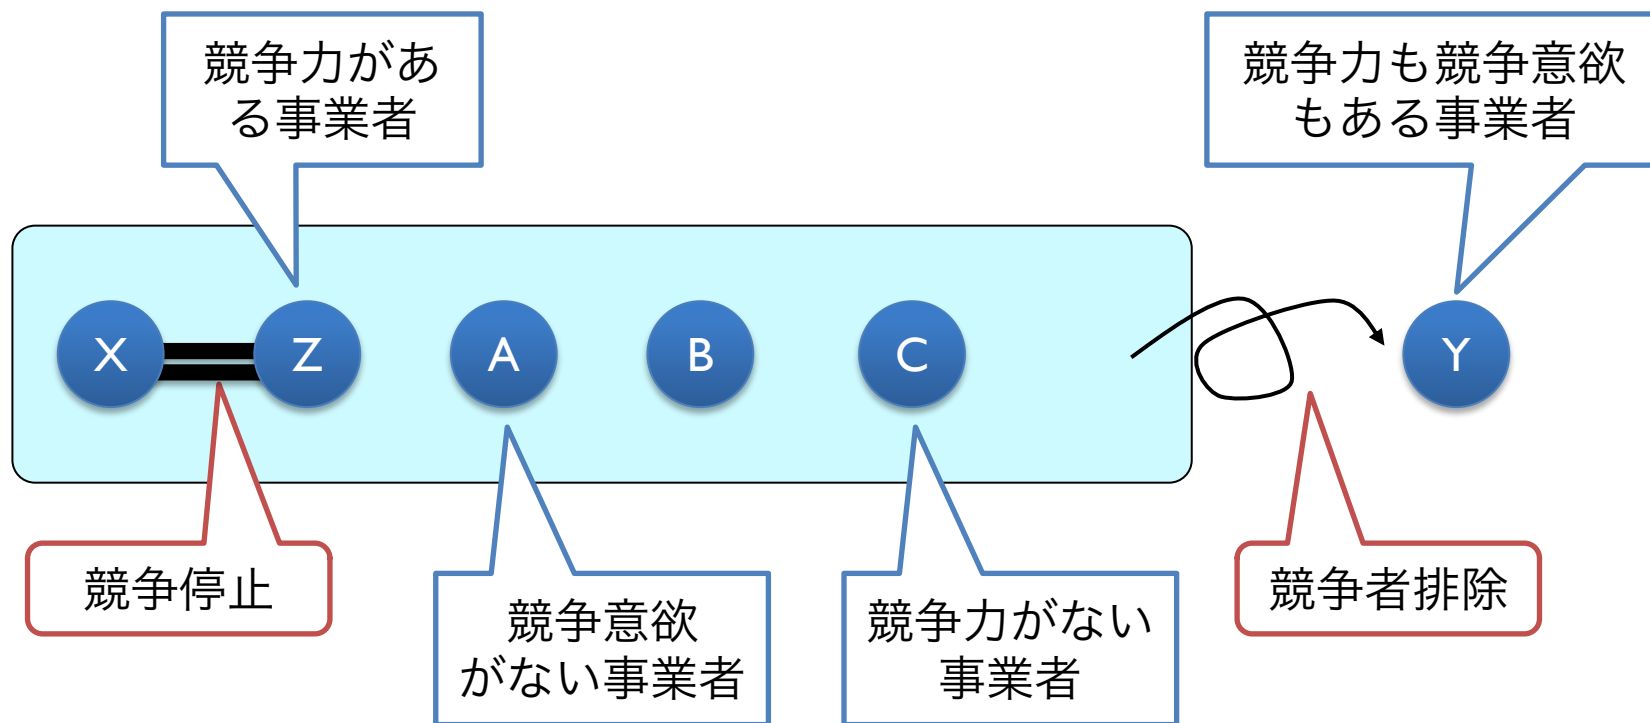 競争力があ
る事業者
競争力も競争意欲
もある事業者
X
Z
A
B
C
Y
競争停止
競争意欲
がない事業者
競争力がない
事業者
競争者排除